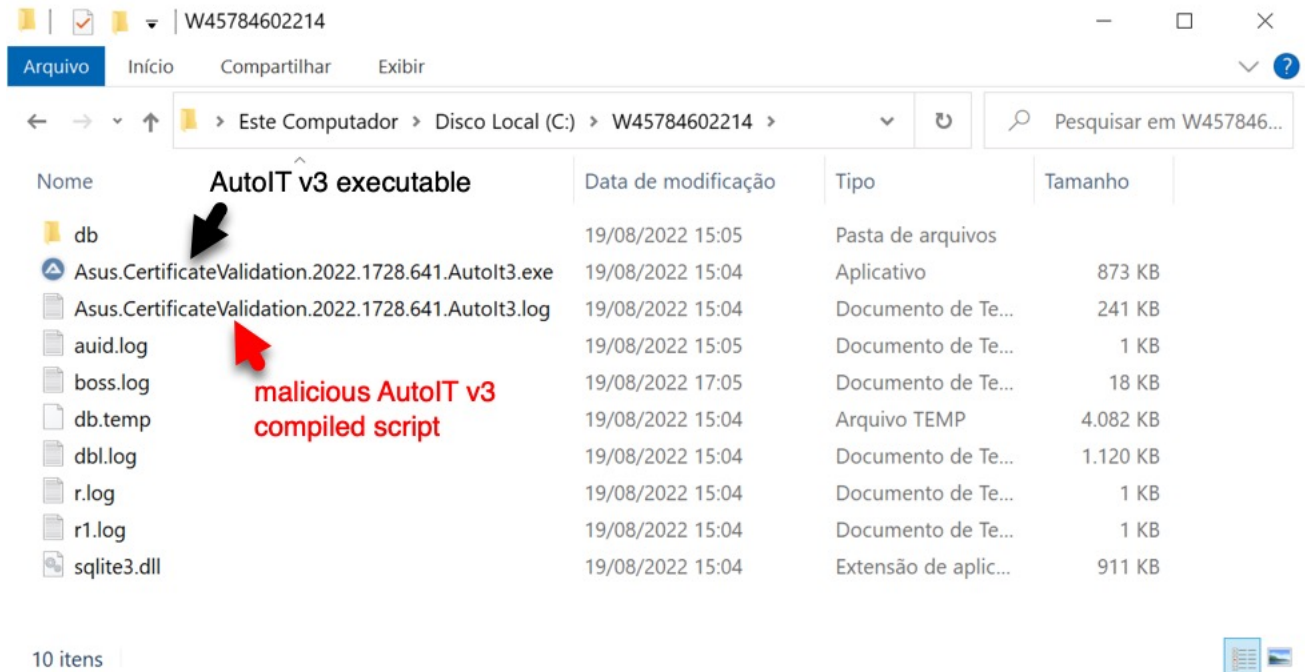 W45784602214
Arquivo Início Compartilhar Exibir
Este Computador > Disco Local (C:) > W45784602214 > Pesquisar em W457846...
Nome AutoIT v3 executable Data de modificação Tipo Tamanho
db 19/08/2022 15:05 Pasta de arquivos
Asus.CertificateValidation.2022.1728.641.AutoIt3.exe 19/08/2022 15:04 Aplicativo 873 KB
Asus.CertificateValidation.2022.1728.641.AutoIt3.log 19/08/2022 15:04 Documento de Te... 241 KB
auid.log 19/08/2022 15:05 Documento de Te... 1 KB
boss.log 19/08/2022 17:05 Documento de Te... 18 KB
malicious AutoIT v3
compiled script
db.temp 19/08/2022 15:04 Arquivo TEMP 4.082 KB
dbl.log 19/08/2022 15:04 Documento de Te... 1.120 KB
r.log 19/08/2022 15:04 Documento de Te... 1 KB
r1.log 19/08/2022 15:04 Documento de Te... 1 KB
sqlite3.dll 19/08/2022 15:04 Extensão de aplic... 911 KB
10 itens